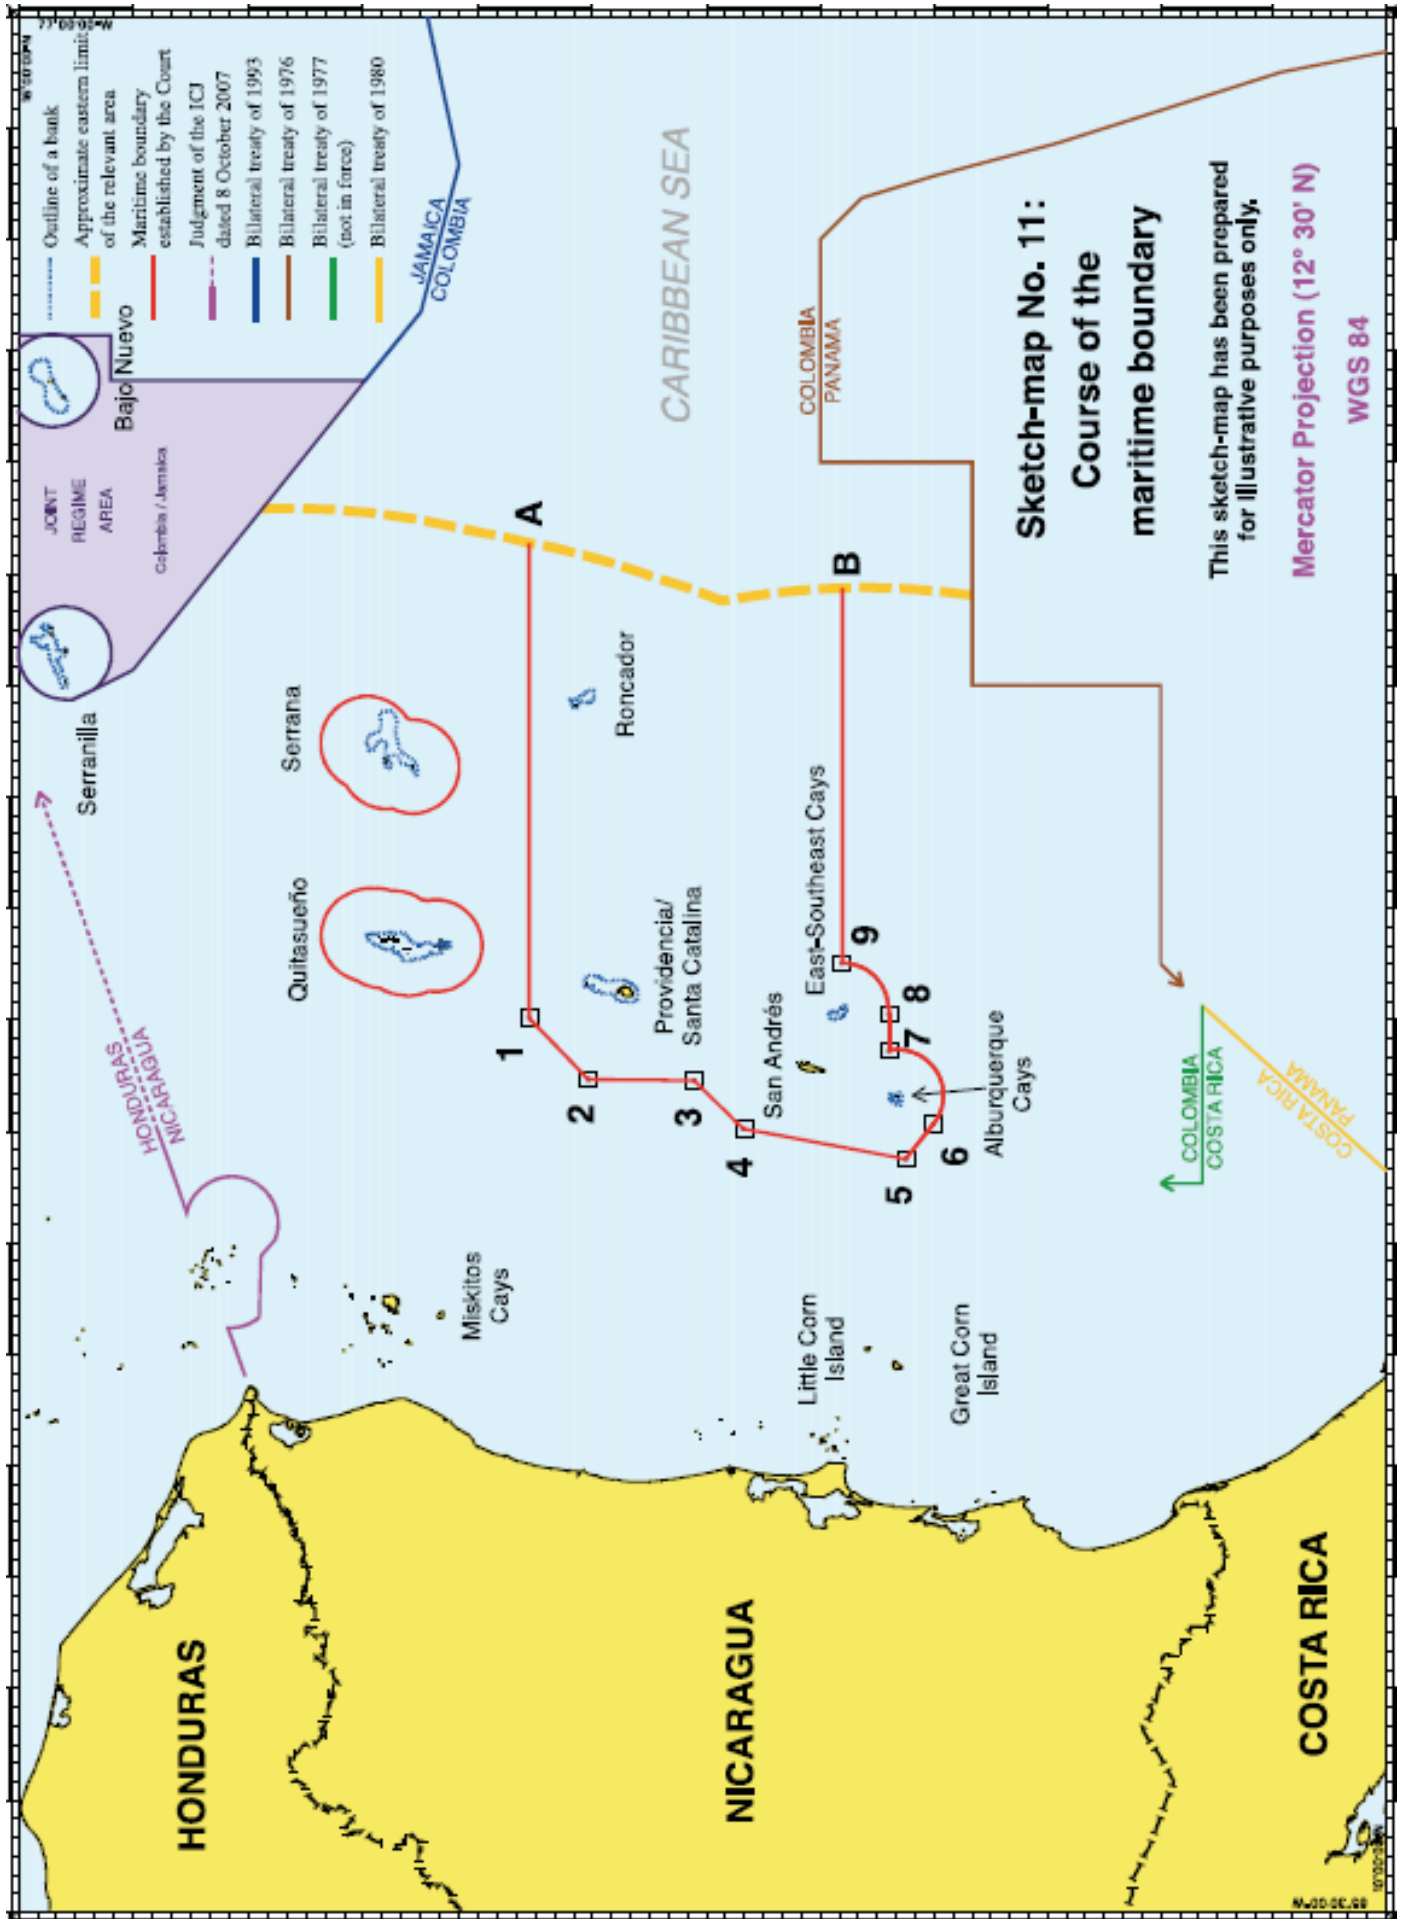 77°00'00"W
Outline of a bank
Approximate eastern limit
of the relevant area
Maritime boundary
established by the Court
Judgment of the ICJ
dated 8 October 2007
Bilateral treaty of 1993
Bilateral treaty of 1976
Bilateral treaty of 1977
(not in force)
Bilateral treaty of 1980
Bajo Nuevo
JOINT
REGIME
AREA
Colombia / Jamaica
Serranilla
JAMAICA
COLOMBIA
HONDURAS
NICARAGUA
Quitasueño
Serrana
CARIBBEAN SEA
Miskitos
Cays
1
A
2
Roncador
3
Providencia/
Santa Catalina
4
San Andrés
East-Southeast Cays
B
9
5
6
7
8
Alburquerque
Cays
Little Corn
Island
Great Corn
Island
COLOMBIA
PANAMA
COLOMBIA
COSTA RICA
COSTA RICA
PANAMA
HONDURAS
NICARAGUA
COSTA RICA
Sketch-map No. 11:
Course of the
maritime boundary
This sketch-map has been prepared
for illustrative purposes only.
Mercator Projection (12° 30' N)
WGS 84